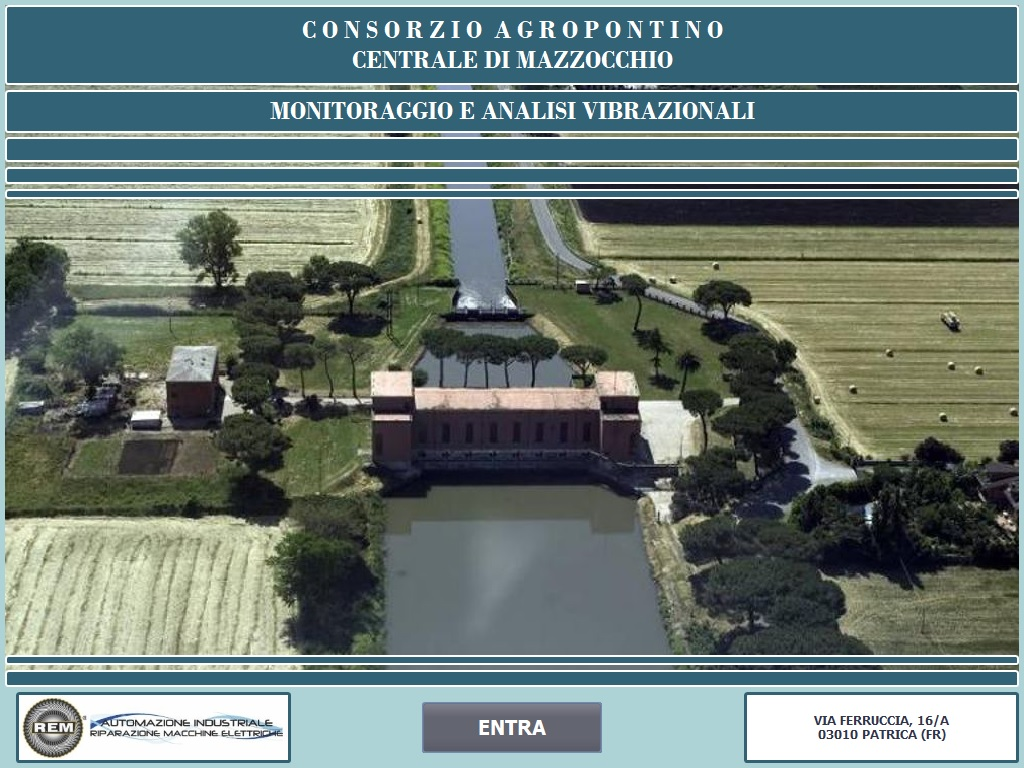 CONSORZIO AGROPONTINO
CENTRALE DI MAZZOCCHIO
MONITORAGGIO E ANALISI VIBRAZIONALI
REM
®
AUTOMAZIONE INDUSTRIALE
RIPARAZIONE MACCHINE ELETTRICHE
ENTRA
VIA FERRUCCIA, 16/A
03010 PATRICA (FR)